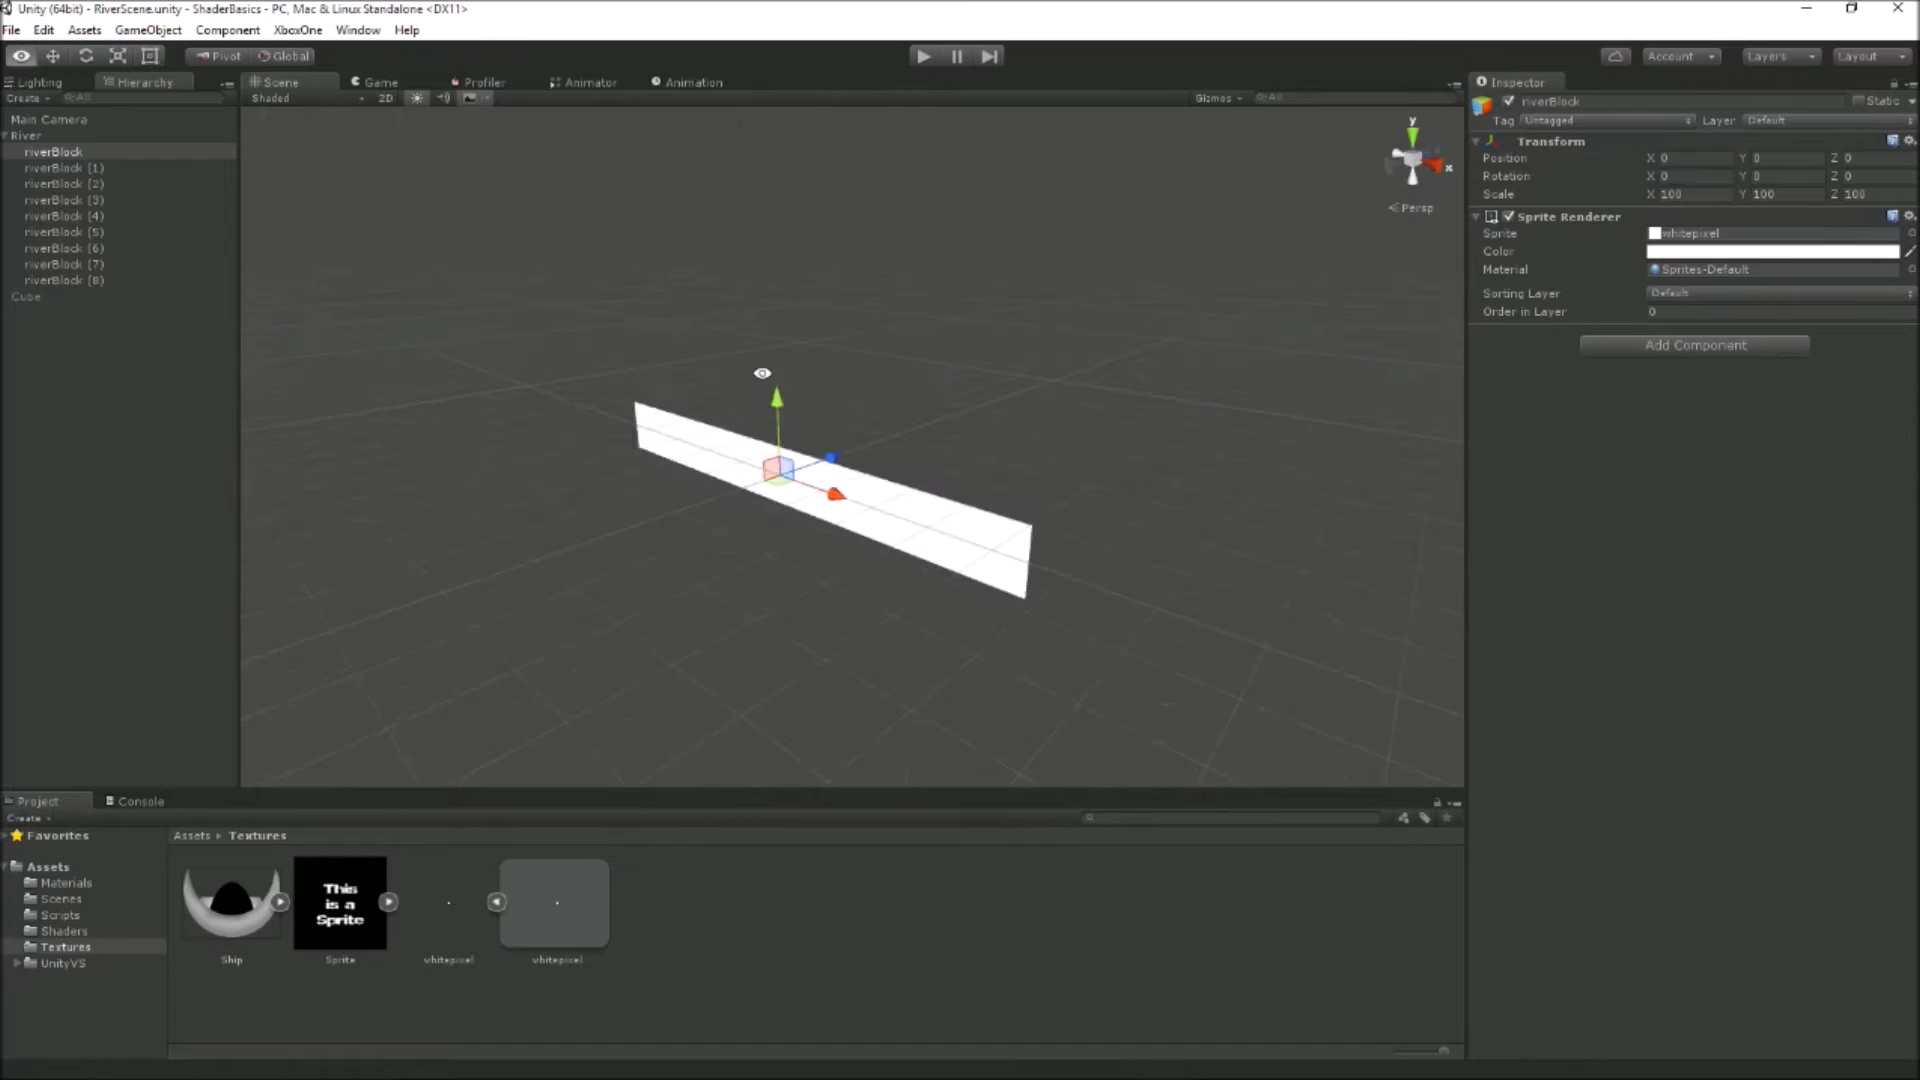 Unity (64bit) - RiverScene.unity - ShaderBasics - PC, Mac & Linux Standalone <DX11>
File Edit Assets GameObject Component XboxOne Window Help
Pivot Global Account Layers Layout
Lighting Hierarchy Scene Game Profiler Animator Animation Inspector
Create All Shaded 2D Gizmos All
riverBlock Static
Tag Untagged Layer Default
Main Camera
River
riverBlock
riverBlock (1)
riverBlock (2)
riverBlock (3)
riverBlock (4)
riverBlock (5)
riverBlock (6)
riverBlock (7)
riverBlock (8)
Cube
y
x
Persp
Transform
Position X 0 Y 0 Z 0
Rotation X 0 Y 0 Z 0
Scale X 100 Y 100 Z 100
Sprite Renderer
Sprite whitepixel
Color
Material Sprites-Default
Sorting Layer Default
Order in Layer 0
Add Component
Project Console
Create
Favorites
Assets
Materials
Scenes
Scripts
Shaders
Textures
UnityVS
Assets Textures
This
is a
Sprite
Ship Sprite whitepixel whitepixel